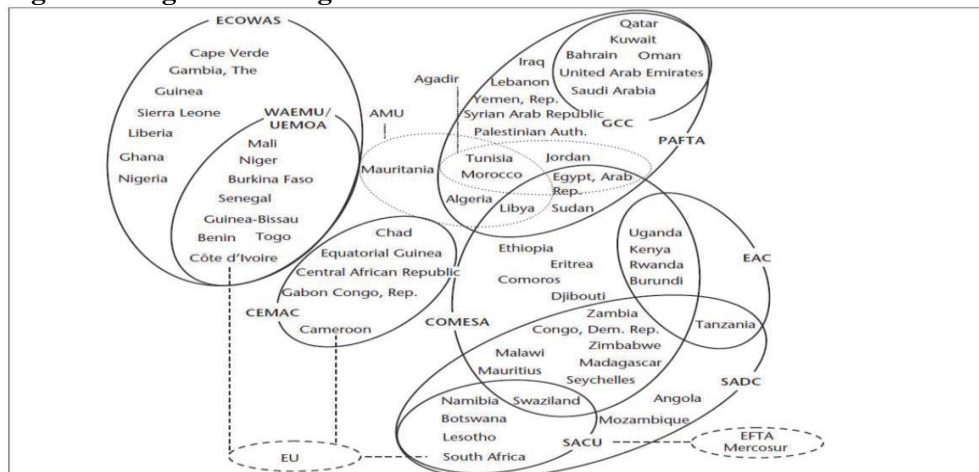 ECOWAS
Cape Verde
Gambia, The
Guinea
Sierra Leone
Liberia
Ghana
Nigeria
WAEMU/
UEMOA
Mali
Niger
Burkina Faso
Senegal
Guinea-Bissau
Benin Togo
Côte d'Ivoire
AMU
Agadir
Mauritania
Qatar
Kuwait
Bahrain Oman
United Arab Emirates
Saudi Arabia
GCC
PAFTA
Iraq
Lebanon
Yemen, Rep.
Syrian Arab Republic
Palestinian Auth.
Tunisia Jordan
Morocco Egypt, Arab
Rep.
Algeria
Libya Sudan
Chad
Equatorial Guinea
Central African Republic
Gabon Congo, Rep.
CEMAC
Cameroon
COMESA
Ethiopia
Eritrea
Comoros
Djibouti
Uganda
Kenya
Rwanda
Burundi
EAC
Tanzania
Zambia
Congo, Dem. Rep.
Zimbabwe
Malawi
Madagascar
Mauritius
Seychelles
SADC
Angola
Mozambique
Namibia Swaziland
Botswana
Lesotho
South Africa
SACU
EU
EFTA
Mercosur